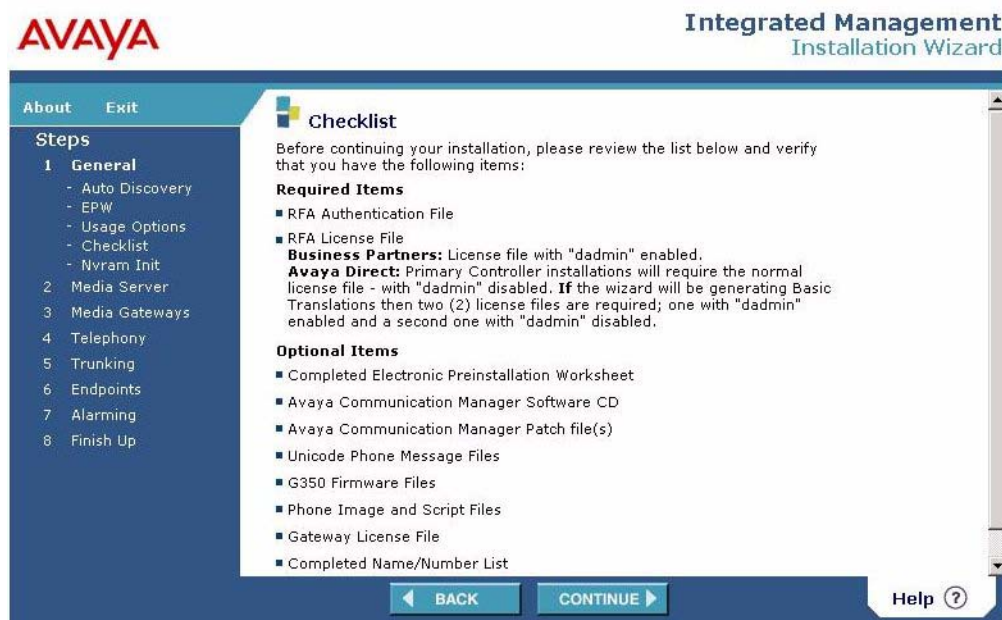 AVAYA
Integrated Management
Installation Wizard
About Exit
Steps
1 General
- Auto Discovery
- EPW
- Usage Options
- Checklist
- Nvram Init
2 Media Server
3 Media Gateways
4 Telephony
5 Trunking
6 Endpoints
7 Alarming
8 Finish Up
Checklist
Before continuing your installation, please review the list below and verify
that you have the following items:
Required Items
RFA Authentication File
RFA License File
Business Partners: License file with "dadmin" enabled.
Avaya Direct: Primary Controller installations will require the normal
license file - with "dadmin" disabled. If the wizard will be generating Basic
Translations then two (2) license files are required; one with "dadmin"
enabled and a second one with "dadmin" disabled.
Optional Items
Completed Electronic Preinstallation Worksheet
Avaya Communication Manager Software CD
Avaya Communication Manager Patch file(s)
Unicode Phone Message Files
G350 Firmware Files
Phone Image and Script Files
Gateway License File
Completed Name/Number List
BACK
CONTINUE
Help ?